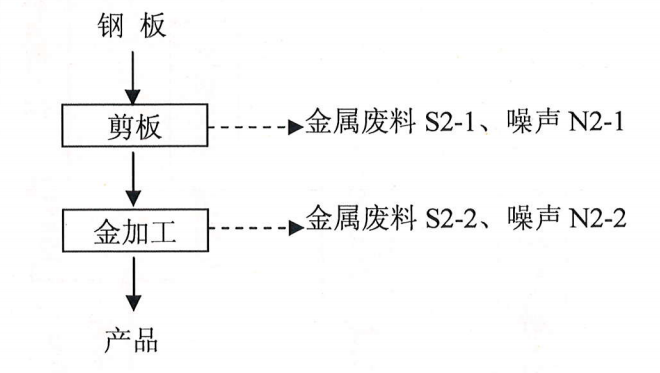 钢 板
剪板
金属废料 S2-1、噪声 N2-1
金加工
金属废料 S2-2、噪声 N2-2
产品